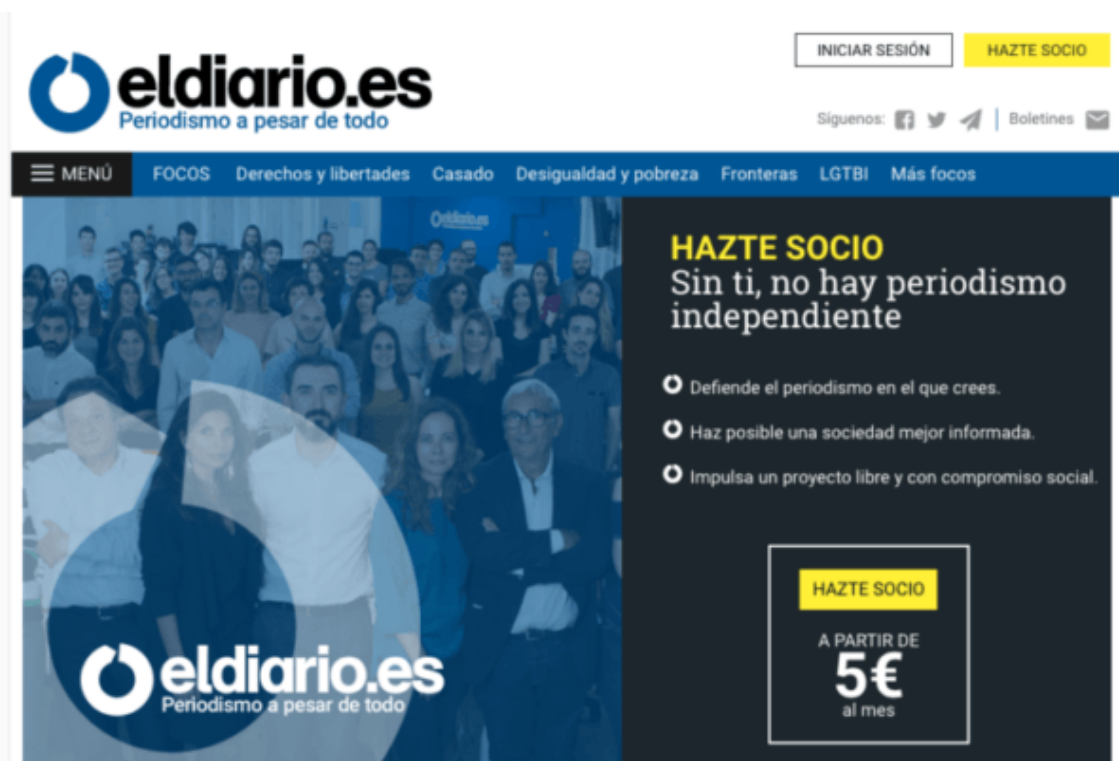 INICIAR SESIÓN
HAZTE SOCIO
eldiario.es
Periodismo a pesar de todo
Síguenos:
Boletines
MENÚ
FOCOS Derechos y libertades Casado Desigualdad y pobreza Fronteras LGTBI Más focos
eldiario.es
HAZTE SOCIO
Sin ti, no hay periodismo
independiente
Defiende el periodismo en el que crees.
Haz posible una sociedad mejor informada.
Impulsa un proyecto libre y con compromiso social.
HAZTE SOCIO
A PARTIR DE
5€
al mes
eldiario.es
Periodismo a pesar de todo